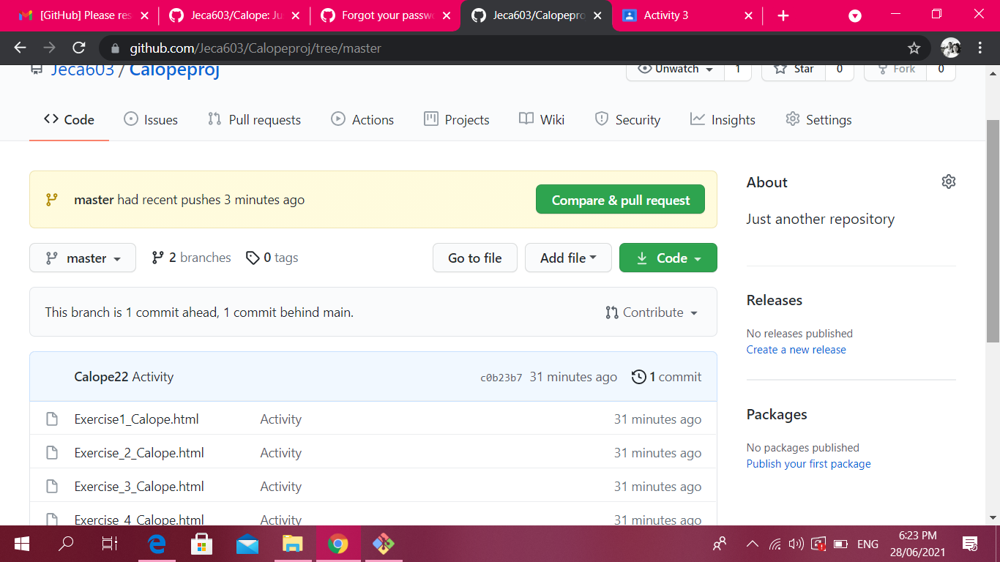 [GitHub] Please res
Jeca603/Calope: Ju
Forgot your passw
Jeca603/Calopepro
Activity 3
github.com/Jeca603/Calopeproj/tree/master
Jeca603 / Calopeproj
Unwatch 1
Star 0
Fork 0
Code
Issues
Pull requests
Actions
Projects
Wiki
Security
Insights
Settings
master had recent pushes 3 minutes ago
Compare & pull request
master
2 branches
0 tags
Go to file
Add file
Code
This branch is 1 commit ahead, 1 commit behind main.
Contribute
Calope22 Activity
c0b23b7 31 minutes ago
1 commit
Exercise1_Calope.html Activity 31 minutes ago
Exercise_2_Calope.html Activity 31 minutes ago
Exercise_3_Calope.html Activity 31 minutes ago
Exercise_4_Calope.html Activity 31 minutes ago
About
Just another repository
Releases
No releases published
Create a new release
Packages
No packages published
Publish your first package
ENG
6:23 PM
28/06/2021